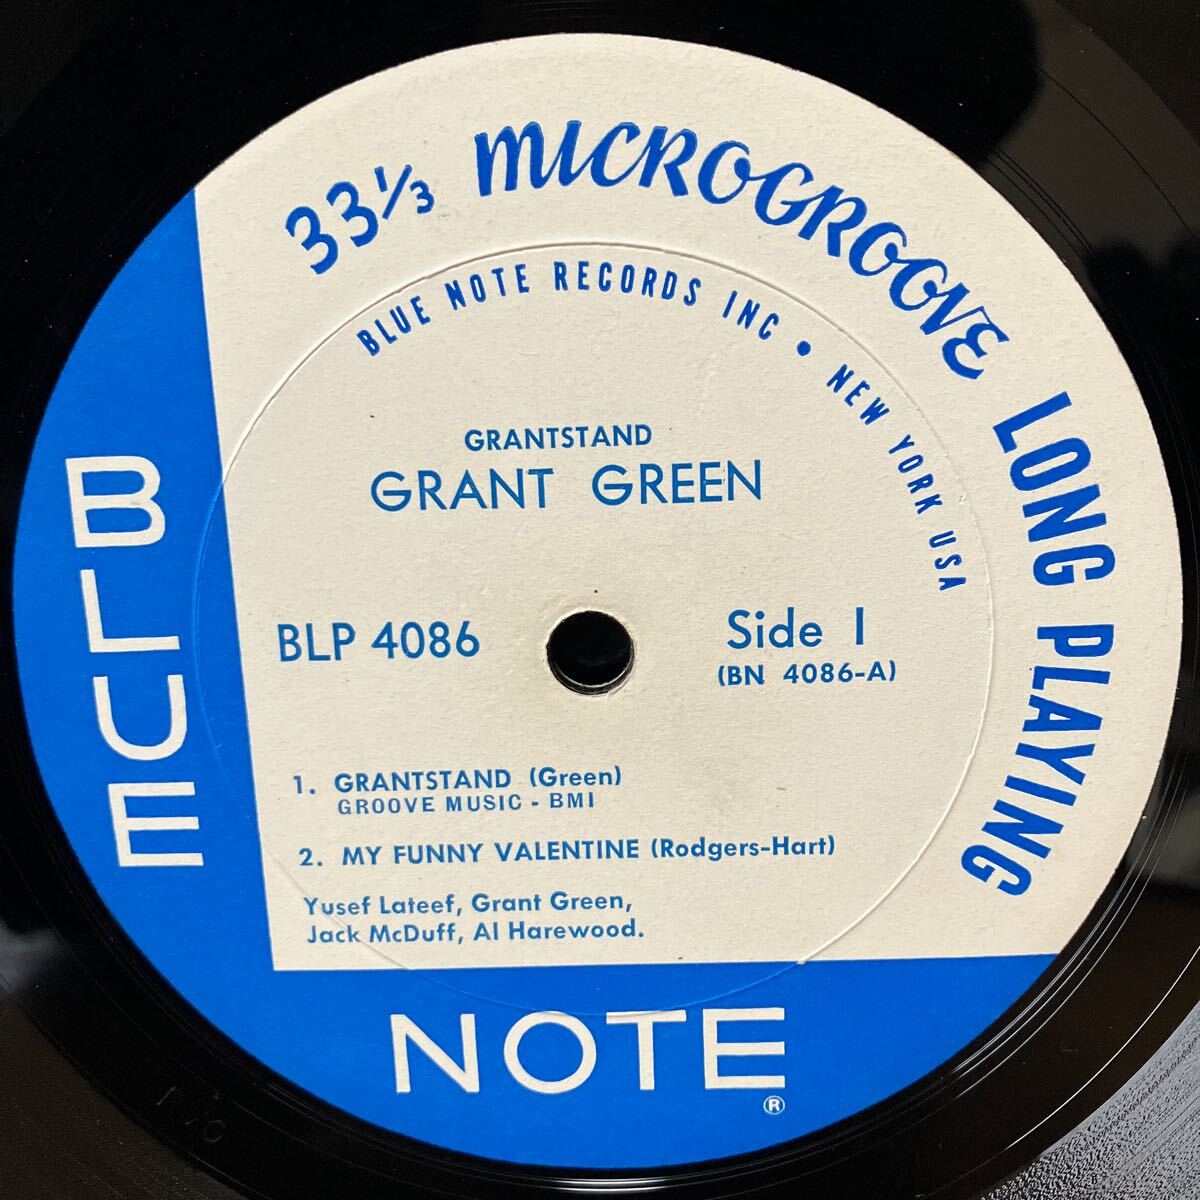 33 1/3 MICROGROOVE LONG PLAYING
BLUE NOTE RECORDS INC • NEW YORK USA
GRANTSTAND
GRANT GREEN
BLP 4086
Side 1
(BN 4086-A)
1. GRANTSTAND (Green)
GROOVE MUSIC - BMI
2. MY FUNNY VALENTINE (Rodgers-Hart)
Yusef Lateef, Grant Green,
Jack McDuff, Al Harewood.
BLUE
NOTE
®